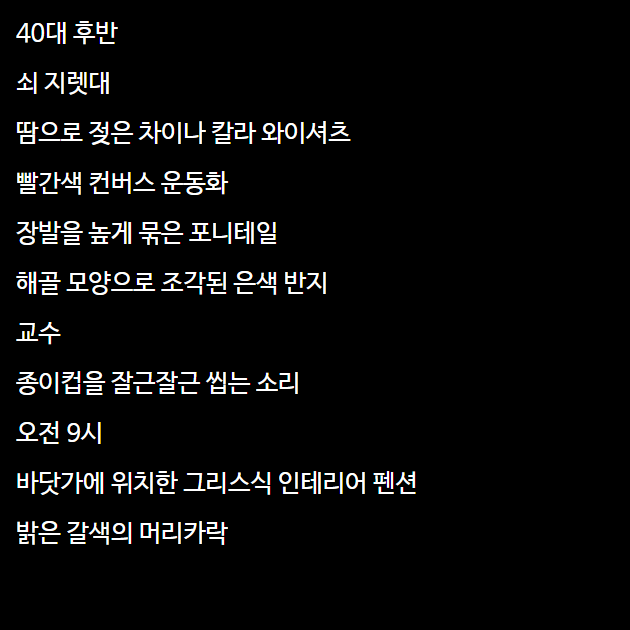 40대 후반
쇠 지렛대
땀으로 젖은 차이나 칼라 와이셔츠
빨간색 컨버스 운동화
장발을 높게 묶은 포니테일
해골 모양으로 조각된 은색 반지
교수
종이컵을 잘근잘근 씹는 소리
오전 9시
바닷가에 위치한 그리스식 인테리어 펜션
밝은 갈색의 머리카락